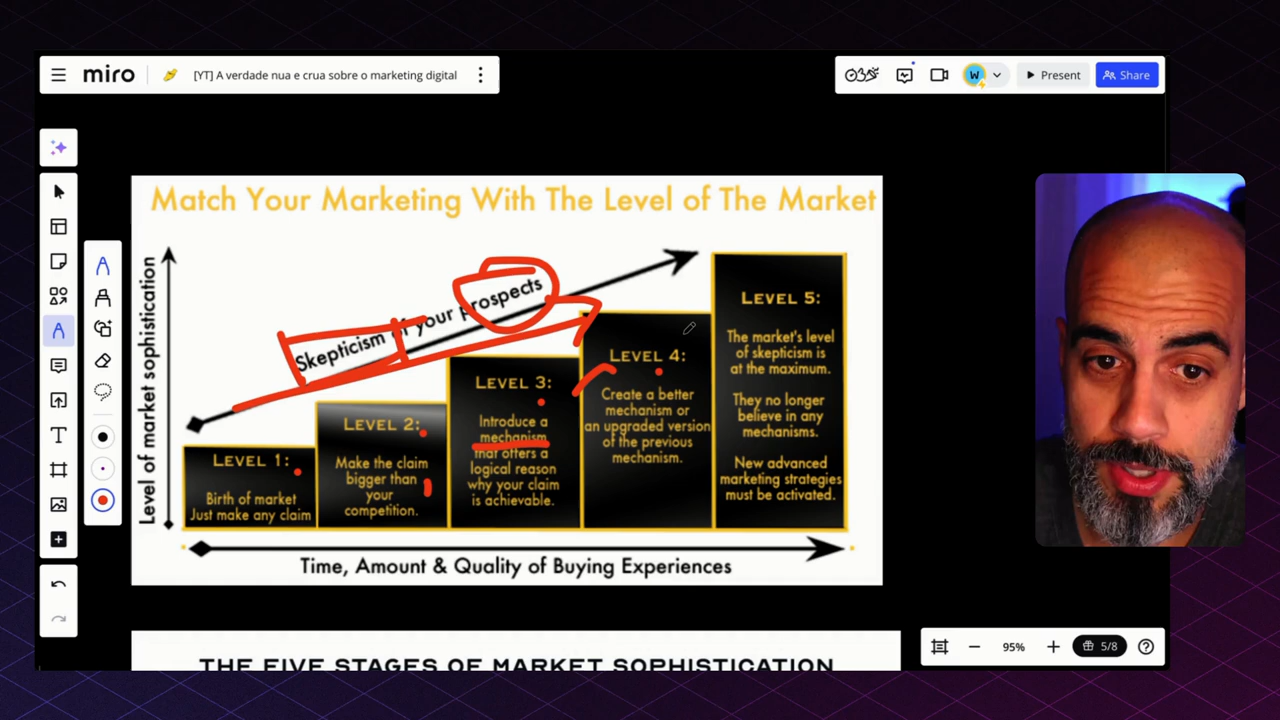 miro
[YT] A verdade nua e crua sobre o marketing digital
W
Present
Share
Match Your Marketing With The Level of The Market
Level of market sophistication
Skepticism of your prospects
LEVEL 1:
Birth of market
Just make any claim
LEVEL 2:
Make the claim
bigger than
your
competition.
LEVEL 3:
Introduce a
mechanism
that offers a
logical reason
why your claim
is achievable.
LEVEL 4:
Create a better
mechanism or
an upgraded version
of the previous
mechanism.
LEVEL 5:
The market's level
of skepticism is
at the maximum.
They no longer
believe in any
mechanisms.
New advanced
marketing strategies
must be activated.
Time, Amount & Quality of Buying Experiences
THE FIVE STAGES OF MARKET SOPHISTICATION
95%
5/8